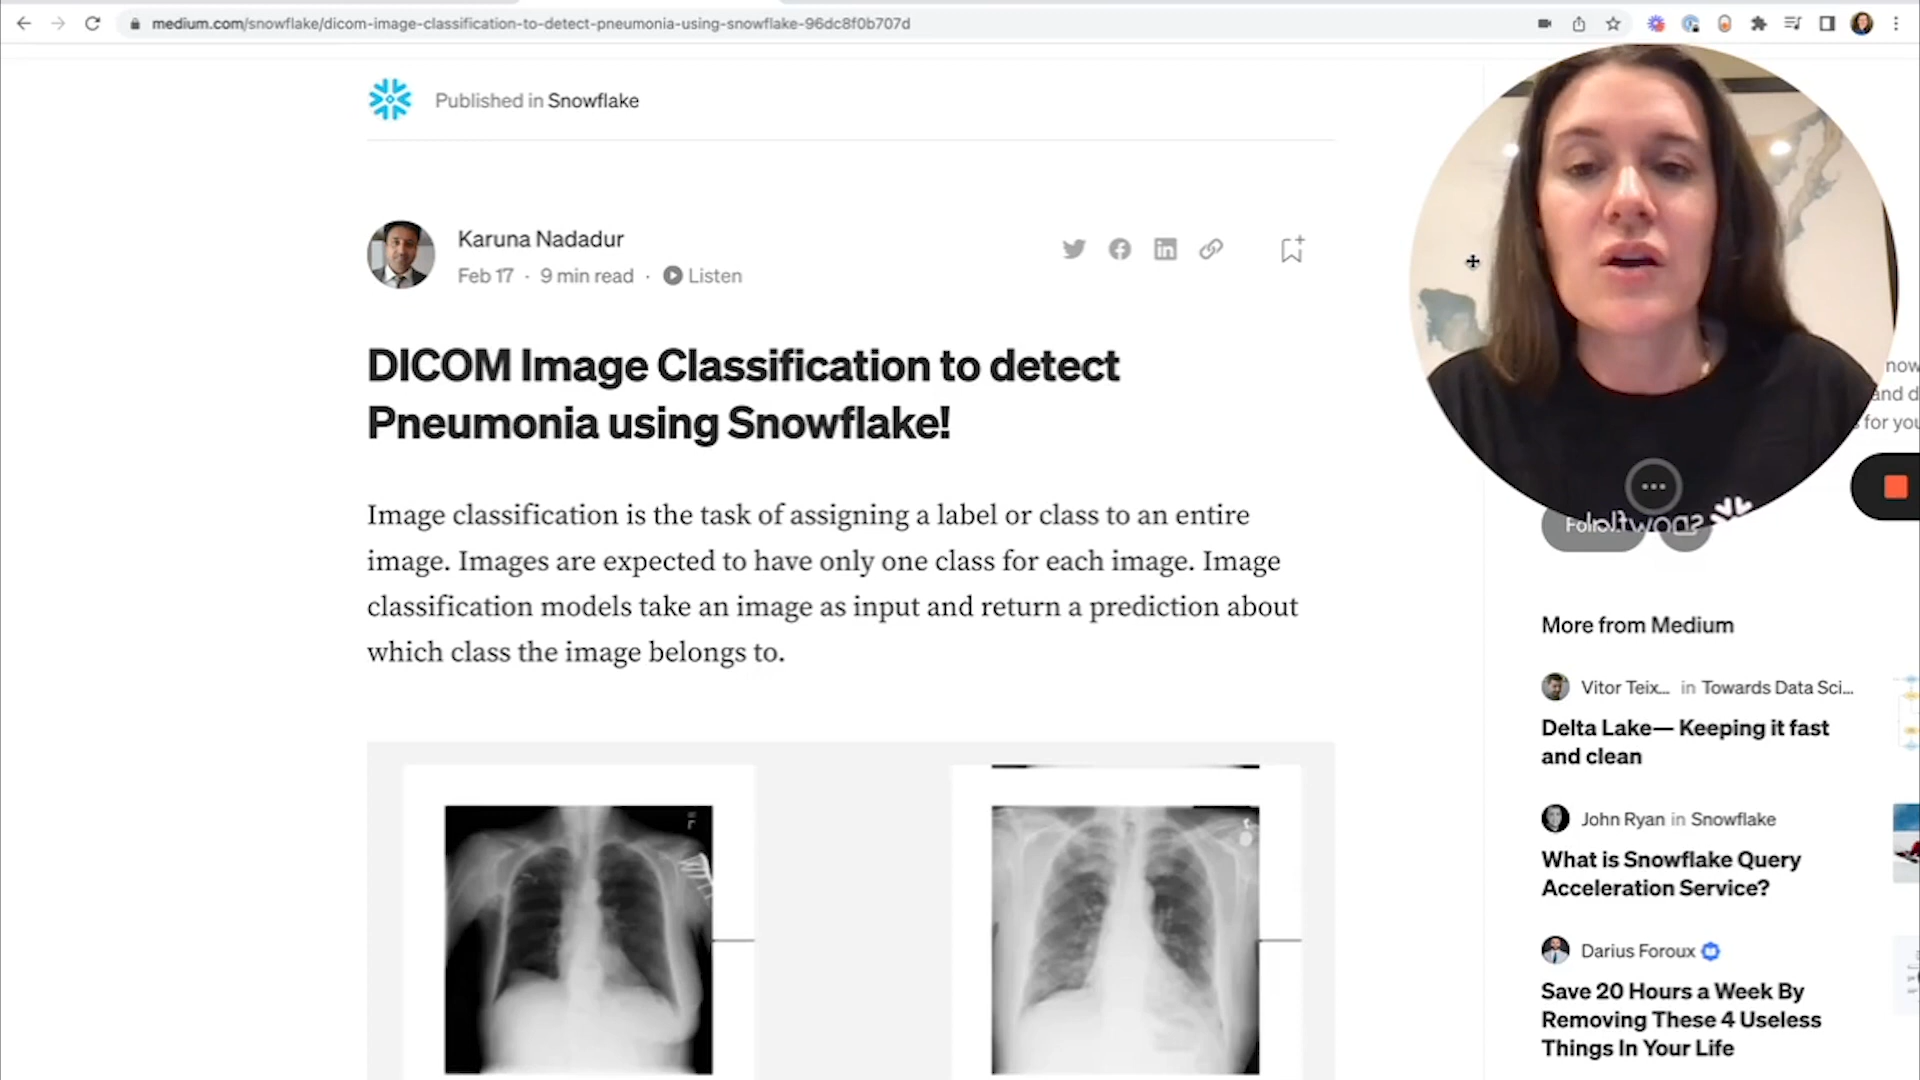 medium.com/snowflake/dicom-image-classification-to-detect-pneumonia-using-snowflake-96dc8f0b707d
Published in Snowflake
Karuna Nadadur
Feb 17 · 9 min read · Listen
DICOM Image Classification to detect
Pneumonia using Snowflake!
Image classification is the task of assigning a label or class to an entire
image. Images are expected to have only one class for each image. Image
classification models take an image as input and return a prediction about
which class the image belongs to.
and d
for you
snowflake
More from Medium
Vitor Teix... in Towards Data Sci...
Delta Lake— Keeping it fast
and clean
John Ryan in Snowflake
What is Snowflake Query
Acceleration Service?
Darius Foroux
Save 20 Hours a Week By
Removing These 4 Useless
Things In Your Life